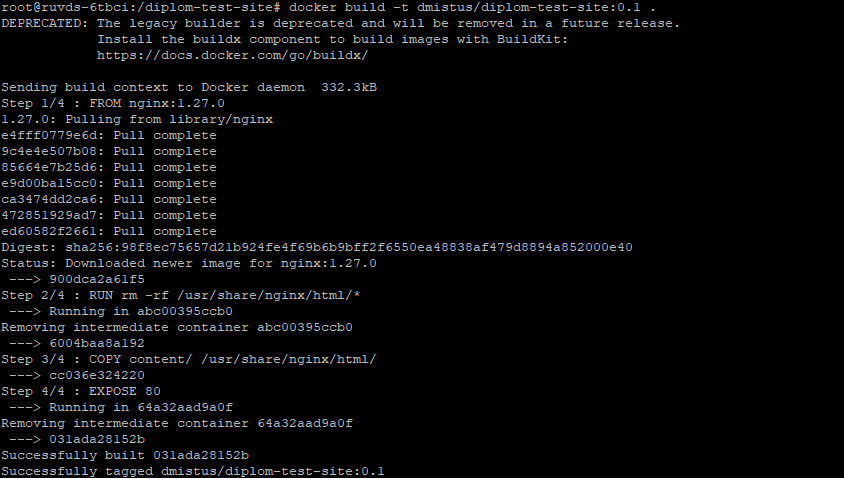 root@ruvds-6tbci:/diplom-test-site# docker build -t dmistus/diplom-test-site:0.1 .
DEPRECATED: The legacy builder is deprecated and will be removed in a future release.
            Install the buildx component to build images with BuildKit:
            https://docs.docker.com/go/buildx/

Sending build context to Docker daemon  332.3kB
Step 1/4 : FROM nginx:1.27.0
1.27.0: Pulling from library/nginx
e4fff0779e6d: Pull complete
9c4e4e507b08: Pull complete
85664e7b25d6: Pull complete
e9d00ba15cc0: Pull complete
ca3474dd2ca6: Pull complete
472851929ad7: Pull complete
ed60582f2661: Pull complete
Digest: sha256:98f8ec75657d21b924fe4f69b6b9bff2f6550ea48838af479d8894a852000e40
Status: Downloaded newer image for nginx:1.27.0
 ---> 900dca2a61f5
Step 2/4 : RUN rm -rf /usr/share/nginx/html/*
 ---> Running in abc00395ccb0
Removing intermediate container abc00395ccb0
 ---> 6004baa8a192
Step 3/4 : COPY content/ /usr/share/nginx/html/
 ---> cc036e324220
Step 4/4 : EXPOSE 80
 ---> Running in 64a32aad9a0f
Removing intermediate container 64a32aad9a0f
 ---> 031ada28152b
Successfully built 031ada28152b
Successfully tagged dmistus/diplom-test-site:0.1